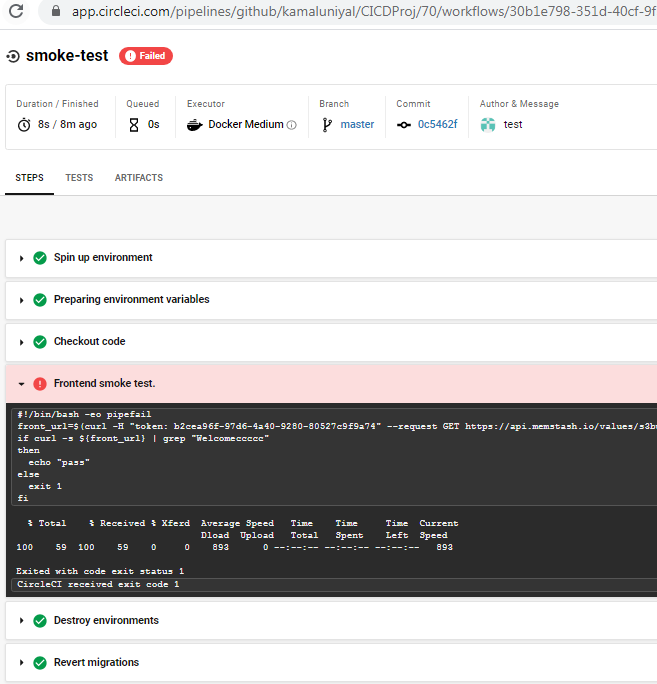 app.circleci.com/pipelines/github/kamaluniyal/CICDProj/70/workflows/30b1e798-351d-40cf-9f
smoke-test Failed
Duration / Finished Queued Executor Branch Commit Author & Message
8s / 8m ago 0s Docker Medium master 0c5462f test
STEPS TESTS ARTIFACTS
Spin up environment
Preparing environment variables
Checkout code
Frontend smoke test.
#!/bin/bash -eo pipefail
front_url=$(curl -H "token: b2cea96f-97d6-4a40-9280-80527c9f9a74" --request GET https://api.memstash.io/values/s3b
if curl -s ${front_url} | grep "Welcomeccccc"
then
echo "pass"
else
exit 1
fi
% Total % Received % Xferd Average Speed Time Time Time Current
Dload Upload Total Spent Left Speed
100 59 100 59 0 0 893 0 --:--:-- --:--:-- --:--:-- 893
Exited with code exit status 1
CircleCI received exit code 1
Destroy environments
Revert migrations